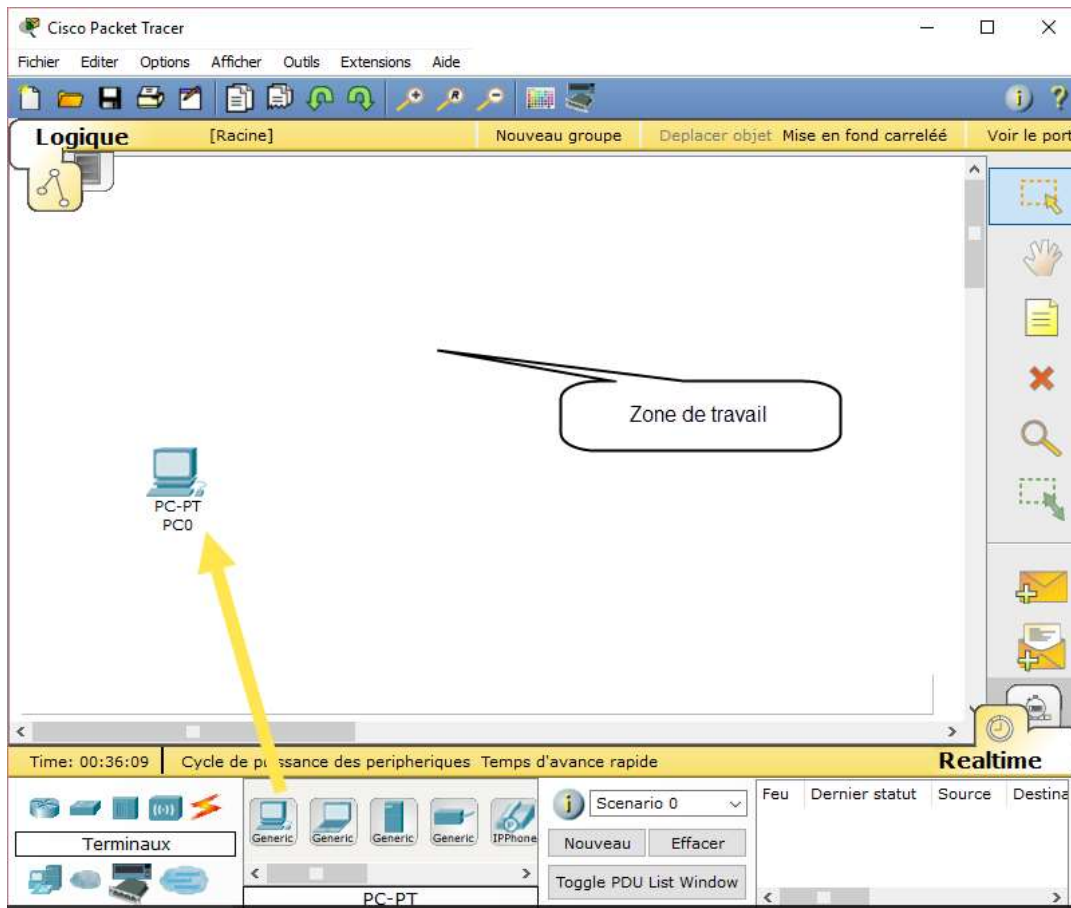 Cisco Packet Tracer
Fichier Editer Options Afficher Outils Extensions Aide
Logique [Racine] Nouveau groupe Deplacer objet Mise en fond carreléé Voir le port
Zone de travail
PC-PT
PC0
Time: 00:36:09 Cycle de puissance des peripheriques Temps d'avance rapide Realtime
Scenario 0 Feu Dernier statut Source Destina
Terminaux Generic Generic Generic Generic IPPhone Nouveau Effacer
Toggle PDU List Window
PC-PT